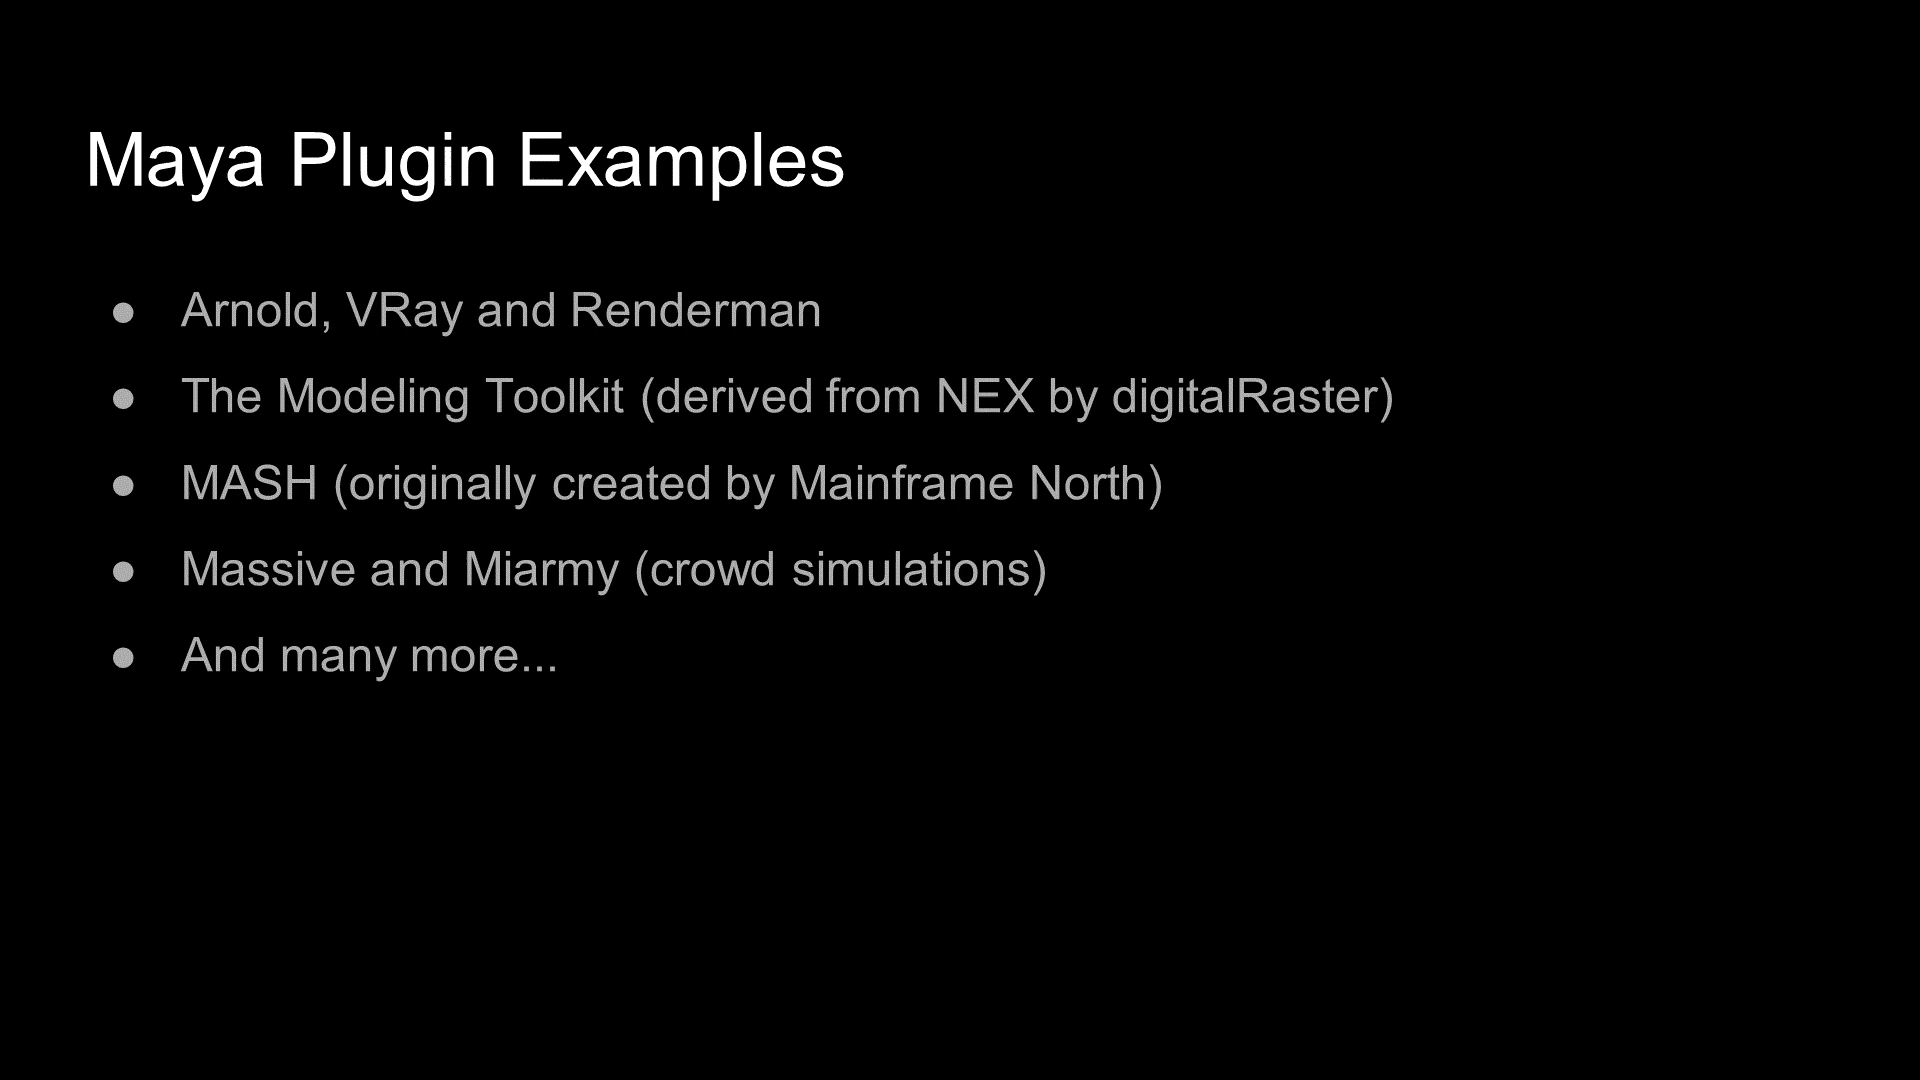 Maya Plugin Examples
● Arnold, VRay and Renderman
● The Modeling Toolkit (derived from NEX by digitalRaster)
● MASH (originally created by Mainframe North)
● Massive and Miarmy (crowd simulations)
● And many more...